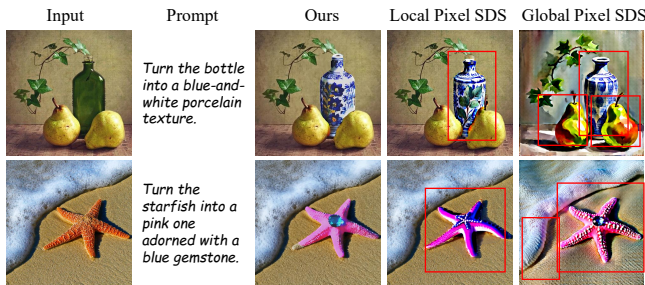 Input Prompt Ours Local Pixel SDS Global Pixel SDS
Turn the bottle
into a blue-and-
white porcelain
texture.
Turn the
starfish into a
pink one
adorned with a
blue gemstone.